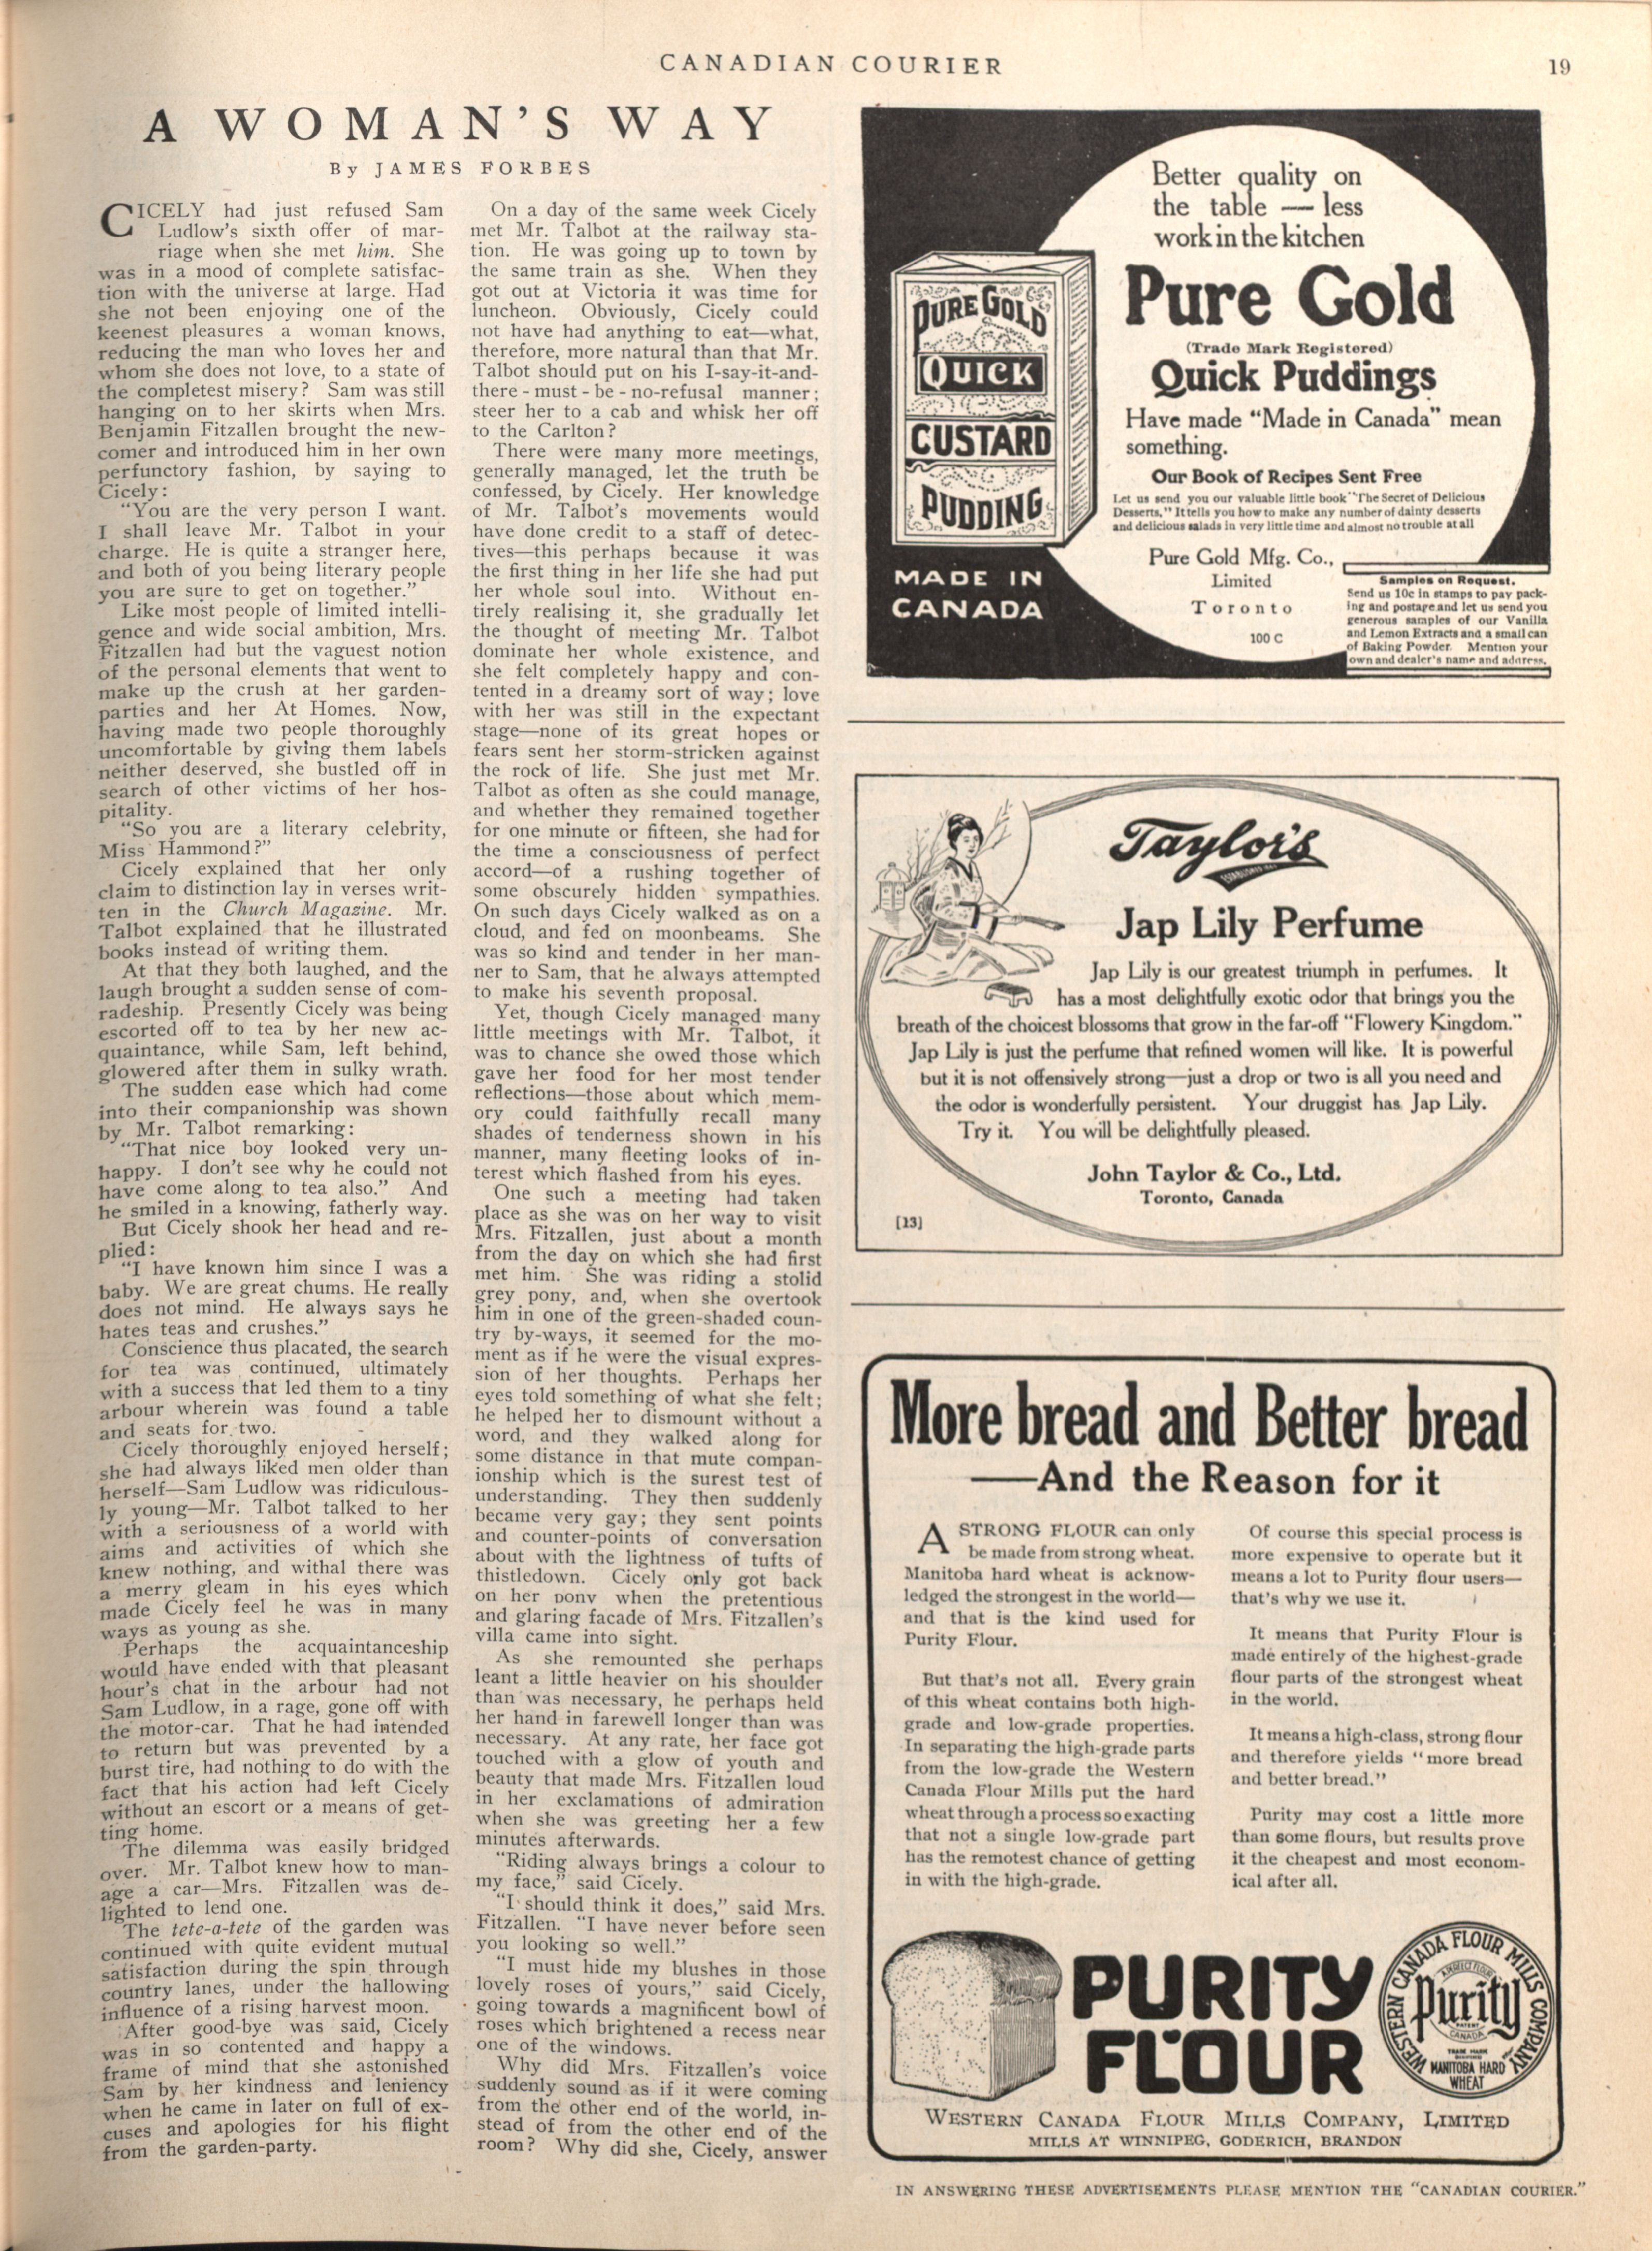 CANADIAN COURIER
19
A WOMAN'S WAY
By JAMES FORBES
CICELY had just refused Sam
Ludlow's sixth offer of mar-
riage when she met him. She
was in a mood of complete satisfac-
tion with the universe at large. Had
she not been enjoying one of the
keenest pleasures a woman knows,
reducing the man who loves her and
whom she does not love, to a state of
the completest misery? Sam was still
hanging on to her skirts when Mrs.
Benjamin Fitzallen brought the new-
comer and introduced him in her own
perfunctory fashion, by saying to
Cicely:
"You are the very person I want.
I shall leave Mr. Talbot in your
charge. He is quite a stranger here,
and both of you being literary people
you are sure to get on together."
Like most people of limited intelli-
gence and wide social ambition, Mrs.
Fitzallen had but the vaguest notion
of the personal elements that went to
make up the crush at her garden-
parties and her At Homes. Now,
having made two people thoroughly
uncomfortable by giving them labels
neither deserved, she bustled off in
search of other victims of her hos-
pitality.
"So you are a literary celebrity,
Miss Hammond?"
Cicely explained that her only
claim to distinction lay in verses writ-
ten in the Church Magazine. Mr.
Talbot explained that he illustrated
books instead of writing them.
At that they both laughed, and the
laugh brought a sudden sense of com-
radeship. Presently Cicely was being
escorted off to tea by her new ac-
quaintance, while Sam, left behind,
glowered after them in sulky wrath.
The sudden ease which had come
into their companionship was shown
by Mr. Talbot remarking:
"That nice boy looked very un-
happy. I don't see why he could not
have come along to tea also." And
he smiled in a knowing, fatherly way.
But Cicely shook her head and re-
plied:
"I have known him since I was a
baby. We are great chums. He really
does not mind. He always says he
hates teas and crushes."
Conscience thus placated, the search
for tea was continued, ultimately
with a success that led them to a tiny
arbour wherein was found a table
and seats for two.
Cicely thoroughly enjoyed herself;
she had always liked men older than
herself—Sam Ludlow was ridiculous-
ly young—Mr. Talbot talked to her
with a seriousness of a world with
aims and activities of which she
knew nothing, and withal there was
a merry gleam in his eyes which
made Cicely feel he was in many
ways as young as she.
Perhaps the acquaintanceship
would have ended with that pleasant
hour's chat in the arbour had not
Sam Ludlow, in a rage, gone off with
the motor-car. That he had intended
to return but was prevented by a
burst tire, had nothing to do with the
fact that his action had left Cicely
without an escort or a means of get-
ting home.
The dilemma was easily bridged
over. Mr. Talbot knew how to man-
age a car—Mrs. Fitzallen was de-
lighted to lend one.
The tete-a-tete of the garden was
continued with quite evident mutual
satisfaction during the spin through
country lanes, under the hallowing
influence of a rising harvest moon.
After good-bye was said, Cicely
was in so contented and happy a
frame of mind that she astonished
Sam by her kindness and leniency
when he came in later on full of ex-
cuses and apologies for his flight
from the garden-party.
On a day of the same week Cicely
met Mr. Talbot at the railway sta-
tion. He was going up to town by
the same train as she. When they
got out at Victoria it was time for
luncheon. Obviously, Cicely could
not have had anything to eat—what,
therefore, more natural than that Mr.
Talbot should put on his I-say-it-and-
there-must-be-no-refusal manner;
steer her to a cab and whisk her off
to the Carlton?
There were many more meetings,
generally managed, let the truth be
confessed, by Cicely. Her knowledge
of Mr. Talbot's movements would
have done credit to a staff of detec-
tives—this perhaps because it was
the first thing in her life she had put
her whole soul into. Without en-
tirely realising it, she gradually let
the thought of meeting Mr. Talbot
dominate her whole existence, and
she felt completely happy and con-
tented in a dreamy sort of way; love
with her was still in the expectant
stage—none of its great hopes or
fears sent her storm-stricken against
the rock of life. She just met Mr.
Talbot as often as she could manage,
and whether they remained together
for one minute or fifteen, she had for
the time a consciousness of perfect
accord—of a rushing together of
some obscurely hidden sympathies.
On such days Cicely walked as on a
cloud, and fed on moonbeams. She
was so kind and tender in her man-
ner to Sam, that he always attempted
to make his seventh proposal.
Yet, though Cicely managed many
little meetings with Mr. Talbot, it
was to chance she owed those which
gave her food for her most tender
reflections—those about which mem-
ory could faithfully recall many
shades of tenderness shown in his
manner, many fleeting looks of in-
terest which flashed from his eyes.
One such a meeting had taken
place as she was on her way to visit
Mrs. Fitzallen, just about a month
from the day on which she had first
met him. She was riding a stolid
grey pony, and, when she overtook
him in one of the green-shaded coun-
try by-ways, it seemed for the mo-
ment as if he were the visual expres-
sion of her thoughts. Perhaps her
eyes told something of what she felt;
he helped her to dismount without a
word, and they walked along for
some distance in that mute compan-
ionship which is the surest test of
understanding. They then suddenly
became very gay; they sent points
and counter-points of conversation
about with the lightness of tufts of
thistledown. Cicely only got back
on her pony when the pretentious
and glaring facade of Mrs. Fitzallen's
villa came into sight.
As she remounted she perhaps
leant a little heavier on his shoulder
than was necessary, he perhaps held
her hand in farewell longer than was
necessary. At any rate, her face got
touched with a glow of youth and
beauty that made Mrs. Fitzallen loud
in her exclamations of admiration
when she was greeting her a few
minutes afterwards.
"Riding always brings a colour to
my face," said Cicely.
"I should think it does," said Mrs.
Fitzallen. "I have never before seen
you looking so well."
"I must hide my blushes in those
lovely roses of yours," said Cicely,
going towards a magnificent bowl of
roses which brightened a recess near
one of the windows.
Why did Mrs. Fitzallen's voice
suddenly sound as if it were coming
from the other end of the world, in-
stead of from the other end of the
room? Why did she, Cicely, answer
Better quality on
the table — less
work in the kitchen
Pure Gold
(Trade Mark Registered)
Quick Puddings
Have made "Made in Canada" mean
something.
Our Book of Recipes Sent Free
Let us send you our valuable little book "The Secret of Delicious
Desserts." It tells you how to make any number of dainty desserts
and delicious salads in very little time and almost no trouble at all
Pure Gold Mfg. Co.,
Limited
Toronto
100 C
Samples on Request.
Send us 10c in stamps to pay pack-
ing and postage and let us send you
generous samples of our Vanilla
and Lemon Extracts and a small can
of Baking Powder. Mention your
own and dealer's name and address.
PURE GOLD
QUICK
CUSTARD
PUDDING
MADE IN
CANADA
Taylor's
ESTABLISHED
Jap Lily Perfume
Jap Lily is our greatest triumph in perfumes. It
has a most delightfully exotic odor that brings you the
breath of the choicest blossoms that grow in the far-off "Flowery Kingdom."
Jap Lily is just the perfume that refined women will like. It is powerful
but it is not offensively strong—just a drop or two is all you need and
the odor is wonderfully persistent. Your druggist has Jap Lily.
Try it. You will be delightfully pleased.
John Taylor & Co., Ltd.
Toronto, Canada
[13]
More bread and Better bread
—And the Reason for it
A STRONG FLOUR can only
be made from strong wheat.
Manitoba hard wheat is acknow-
ledged the strongest in the world—
and that is the kind used for
Purity Flour.
But that's not all. Every grain
of this wheat contains both high-
grade and low-grade properties.
In separating the high-grade parts
from the low-grade the Western
Canada Flour Mills put the hard
wheat through a process so exacting
that not a single low-grade part
has the remotest chance of getting
in with the high-grade.
Of course this special process is
more expensive to operate but it
means a lot to Purity flour users—
that's why we use it.
It means that Purity Flour is
made entirely of the highest-grade
flour parts of the strongest wheat
in the world.
It means a high-class, strong flour
and therefore yields "more bread
and better bread."
Purity may cost a little more
than some flours, but results prove
it the cheapest and most econom-
ical after all.
PURITY
FLOUR
WESTERN CANADA FLOUR MILLS COMPANY
Purity
PATENT
CANADA
TRADE MARK
MANITOBA HARD
WHEAT
WESTERN CANADA FLOUR MILLS COMPANY, LIMITED
MILLS AT WINNIPEG, GODERICH, BRANDON
IN ANSWERING THESE ADVERTISEMENTS PLEASE MENTION THE "CANADIAN COURIER."